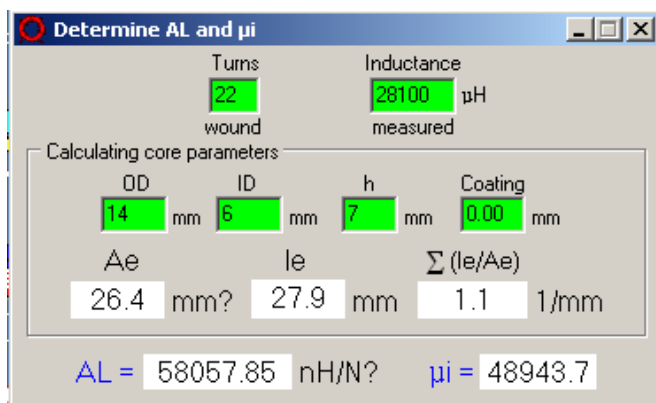 Determine AL and μi
Turns Inductance
22 28100 μH
wound measured
Calculating core parameters
OD ID h Coating
14 mm 6 mm 7 mm 0.00 mm
Ae le Σ (le/Ae)
26.4 mm? 27.9 mm 1.1 1/mm
AL = 58057.85 nH/N? μi = 48943.7